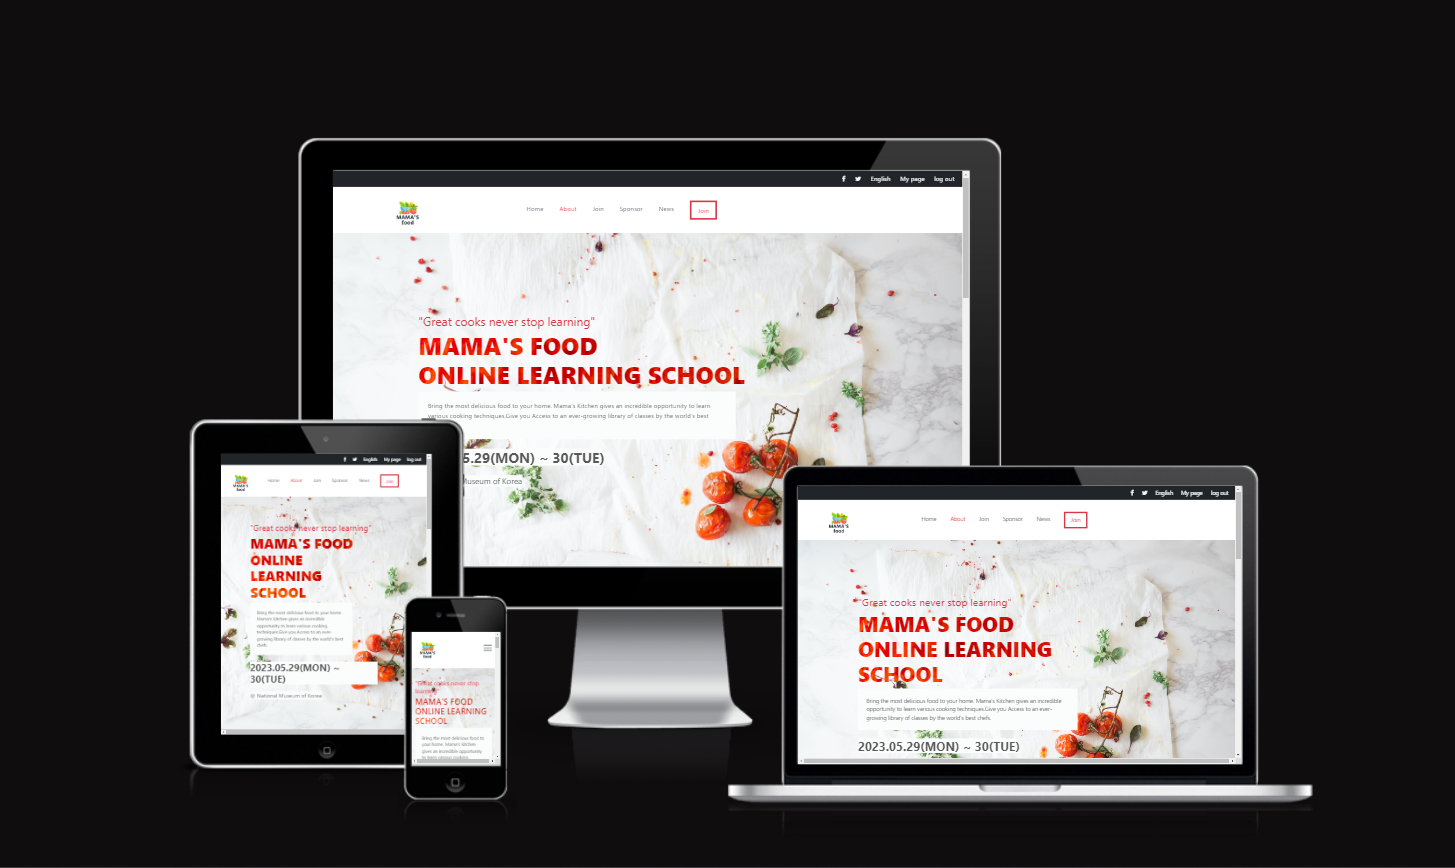 English My page log out
MAMA'S
food
Home About Join Sponsor News Join
"Great cooks never stop learning"
MAMA'S FOOD
ONLINE LEARNING SCHOOL
Bring the most delicious food to your home. Mama's Kitchen gives an incredible opportunity to learn
various cooking techniques.Give you Access to an ever-growing library of classes by the world's best
5.29(MON) ~ 30(TUE)
Museum of Korea
English My page log out
MAMA'S
food
Home About Join Sponsor News Join
"Great cooks never stop learning"
MAMA'S FOOD
ONLINE
LEARNING
SCHOOL
Bring the most delicious food to your home.
Mama's Kitchen gives an incredible
opportunity to learn various cooking
techniques.Give you Access to an ever-
growing library of classes by the world's best
chefs.
2023.05.29(MON) ~
30(TUE)
@ National Museum of Korea
MAMA'S
food
"Great cooks never stop
learning"
MAMA'S FOOD
ONLINE LEARNING
SCHOOL
Bring the most delicious food to
your home. Mama's Kitchen
gives an incredible opportunity
to learn various cooking
English My page log out
MAMA'S
food
Home About Join Sponsor News Join
"Great cooks never stop learning"
MAMA'S FOOD
ONLINE LEARNING
SCHOOL
Bring the most delicious food to your home. Mama's Kitchen gives an incredible
opportunity to learn various cooking techniques.Give you Access to an ever-
growing library of classes by the world's best chefs.
2023.05.29(MON) ~ 30(TUE)